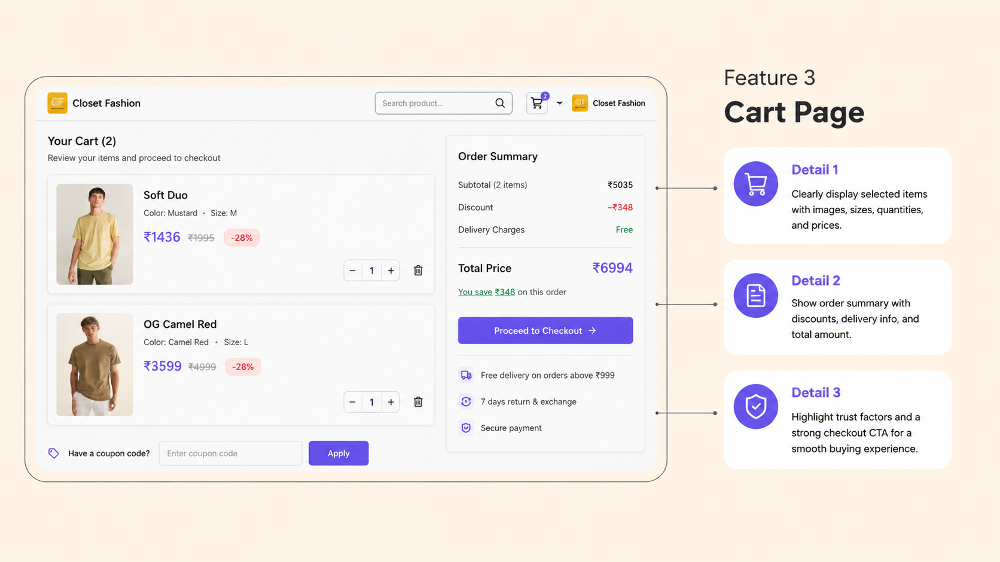 Feature 3
Cart Page
CF Closet Fashion
Search product...
2
Closet Fashion
Your Cart (2)
Review your items and proceed to checkout
Soft Duo
Color: Mustard • Size: M
₹1436 ₹1995 -28%
− 1 +
OG Camel Red
Color: Camel Red • Size: L
₹3599 ₹4999 -28%
− 1 +
Have a coupon code? Enter coupon code Apply
Order Summary
Subtotal (2 items) ₹5035
Discount −₹348
Delivery Charges Free
Total Price ₹6994
You save ₹348 on this order
Proceed to Checkout →
Free delivery on orders above ₹999
7 days return & exchange
Secure payment
Detail 1
Clearly display selected items
with images, sizes, quantities,
and prices.
Detail 2
Show order summary with
discounts, delivery info, and
total amount.
Detail 3
Highlight trust factors and a
strong checkout CTA for a
smooth buying experience.